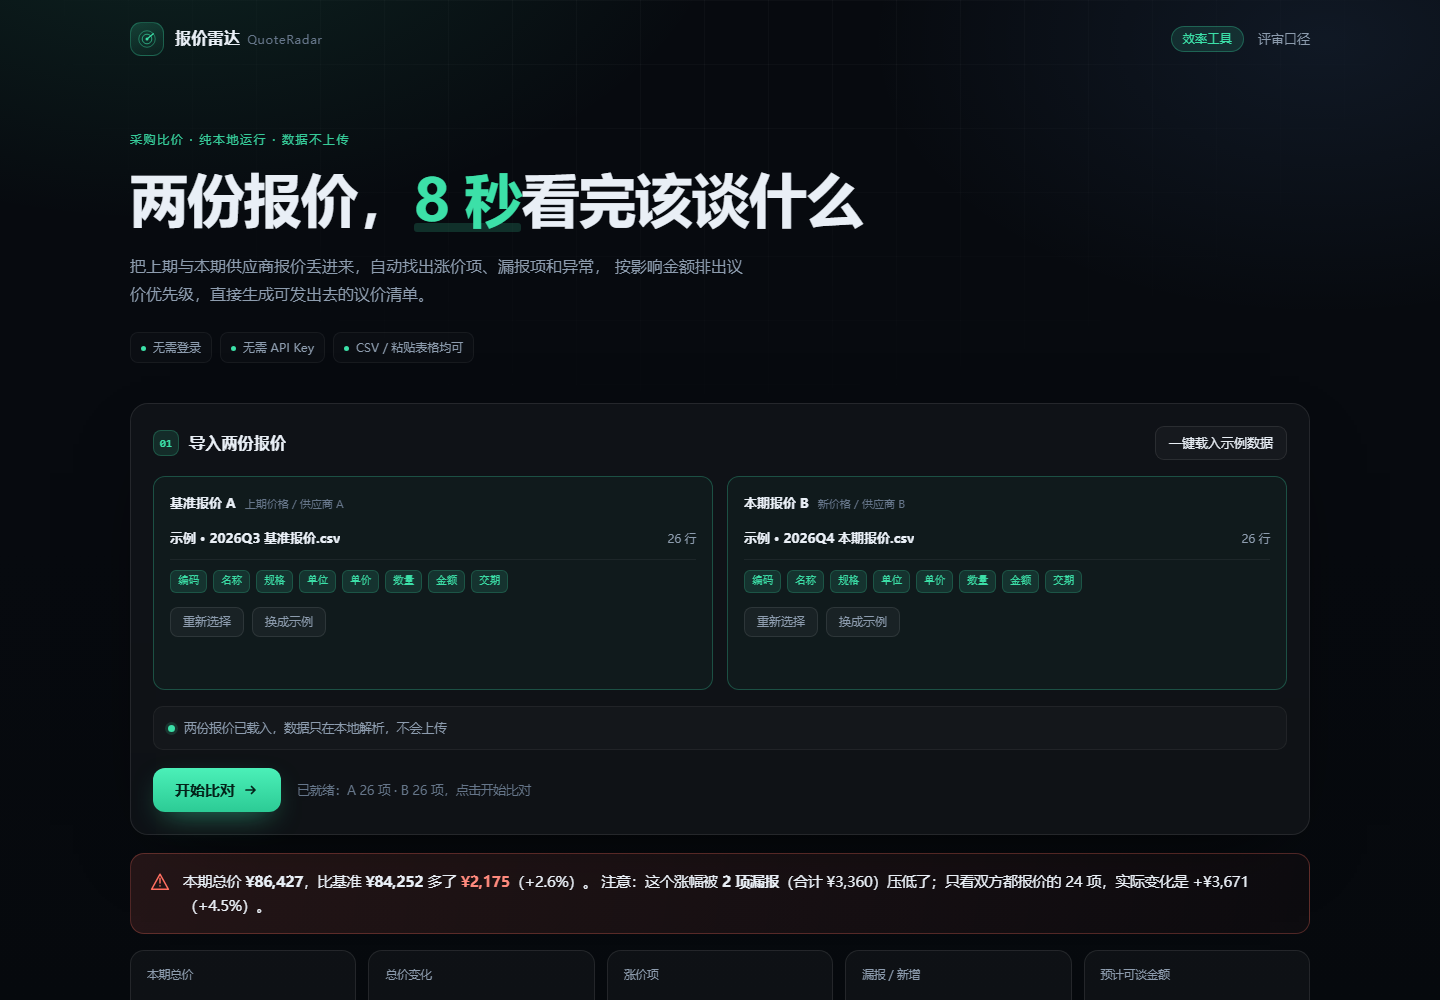 报价雷达 QuoteRadar
效率工具 评审口径
采购比价 · 纯本地运行 · 数据不上传
两份报价，8 秒看完该谈什么
把上期与本期供应商报价丢进来，自动找出涨价项、漏报项和异常， 按影响金额排出议
价优先级，直接生成可发出去的议价清单。
无需登录 无需 API Key CSV / 粘贴表格均可
01 导入两份报价 一键载入示例数据
基准报价 A 上期价格 / 供应商 A
示例 • 2026Q3 基准报价.csv 26 行
编码 名称 规格 单位 单价 数量 金额 交期
重新选择 换成示例
本期报价 B 新价格 / 供应商 B
示例 • 2026Q4 本期报价.csv 26 行
编码 名称 规格 单位 单价 数量 金额 交期
重新选择 换成示例
两份报价已载入，数据只在本地解析，不会上传
开始比对 → 已就绪：A 26 项 · B 26 项，点击开始比对
本期总价 ¥86,427，比基准 ¥84,252 多了 ¥2,175（+2.6%）。 注意：这个涨幅被 2 项漏报（合计 ¥3,360）压低了；只看双方都报价的 24 项，实际变化是 +¥3,671
（+4.5%）。
本期总价 总价变化 涨价项 漏报 / 新增 预计可谈金额